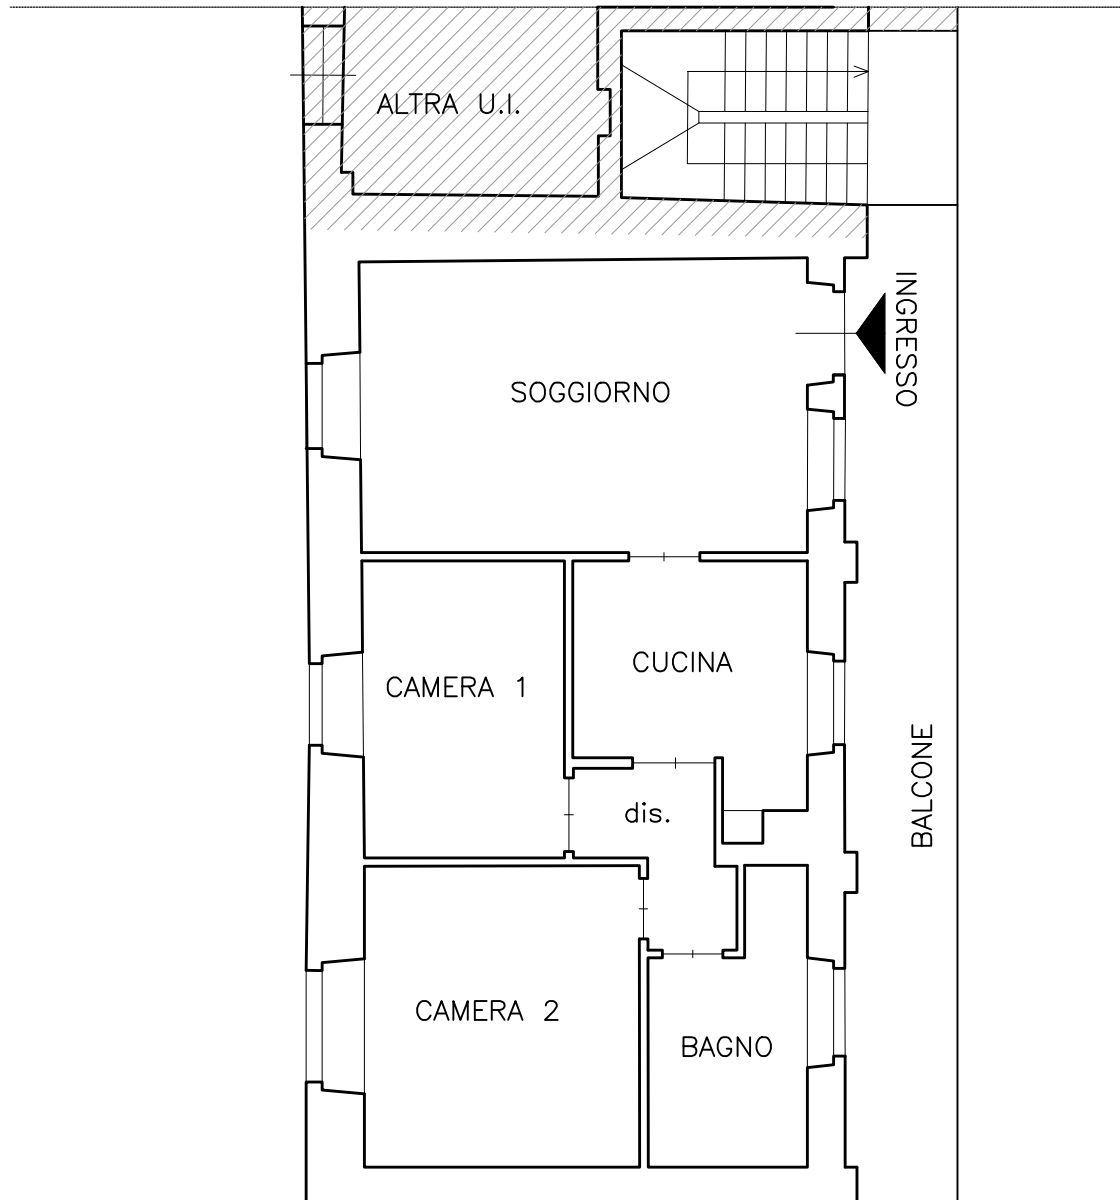 ALTRA U.I.
INGRESSO
SOGGIORNO
CUCINA
CAMERA 1
BALCONE
dis.
CAMERA 2
BAGNO